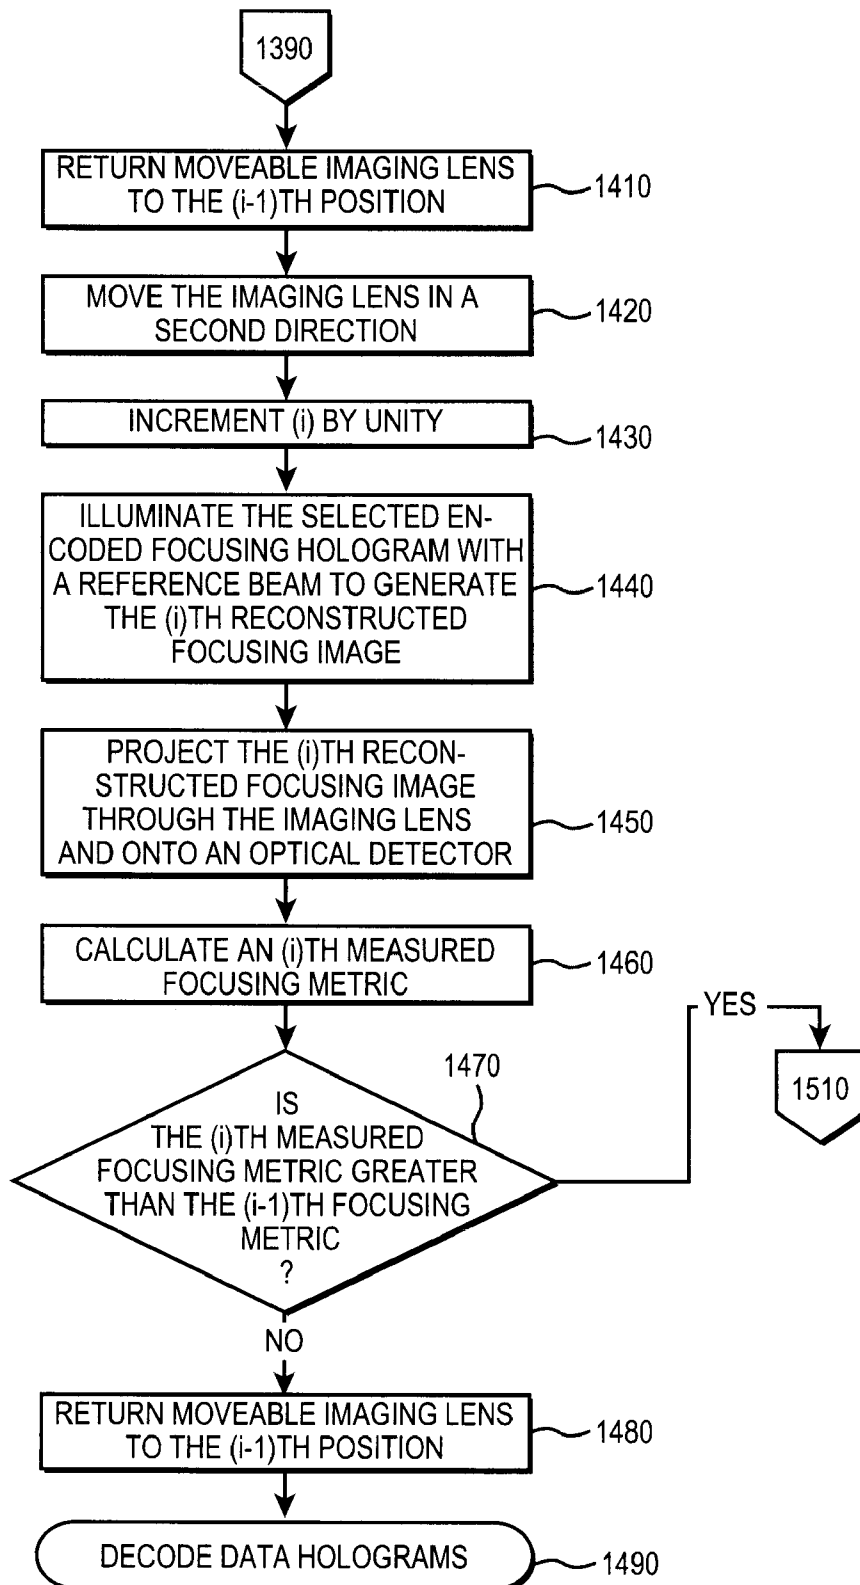 1390
RETURN MOVEABLE IMAGING LENS
TO THE (i-1)TH POSITION
1410
MOVE THE IMAGING LENS IN A
SECOND DIRECTION
1420
INCREMENT (i) BY UNITY
1430
ILLUMINATE THE SELECTED EN-
CODED FOCUSING HOLOGRAM WITH
A REFERENCE BEAM TO GENERATE
THE (i)TH RECONSTRUCTED
FOCUSING IMAGE
1440
PROJECT THE (i)TH RECON-
STRUCTED FOCUSING IMAGE
THROUGH THE IMAGING LENS
AND ONTO AN OPTICAL DETECTOR
1450
CALCULATE AN (i)TH MEASURED
FOCUSING METRIC
1460
YES
1510
1470
IS
THE (i)TH MEASURED
FOCUSING METRIC GREATER
THAN THE (i-1)TH FOCUSING
METRIC
?
NO
RETURN MOVEABLE IMAGING LENS
TO THE (i-1)TH POSITION
1480
DECODE DATA HOLOGRAMS
1490